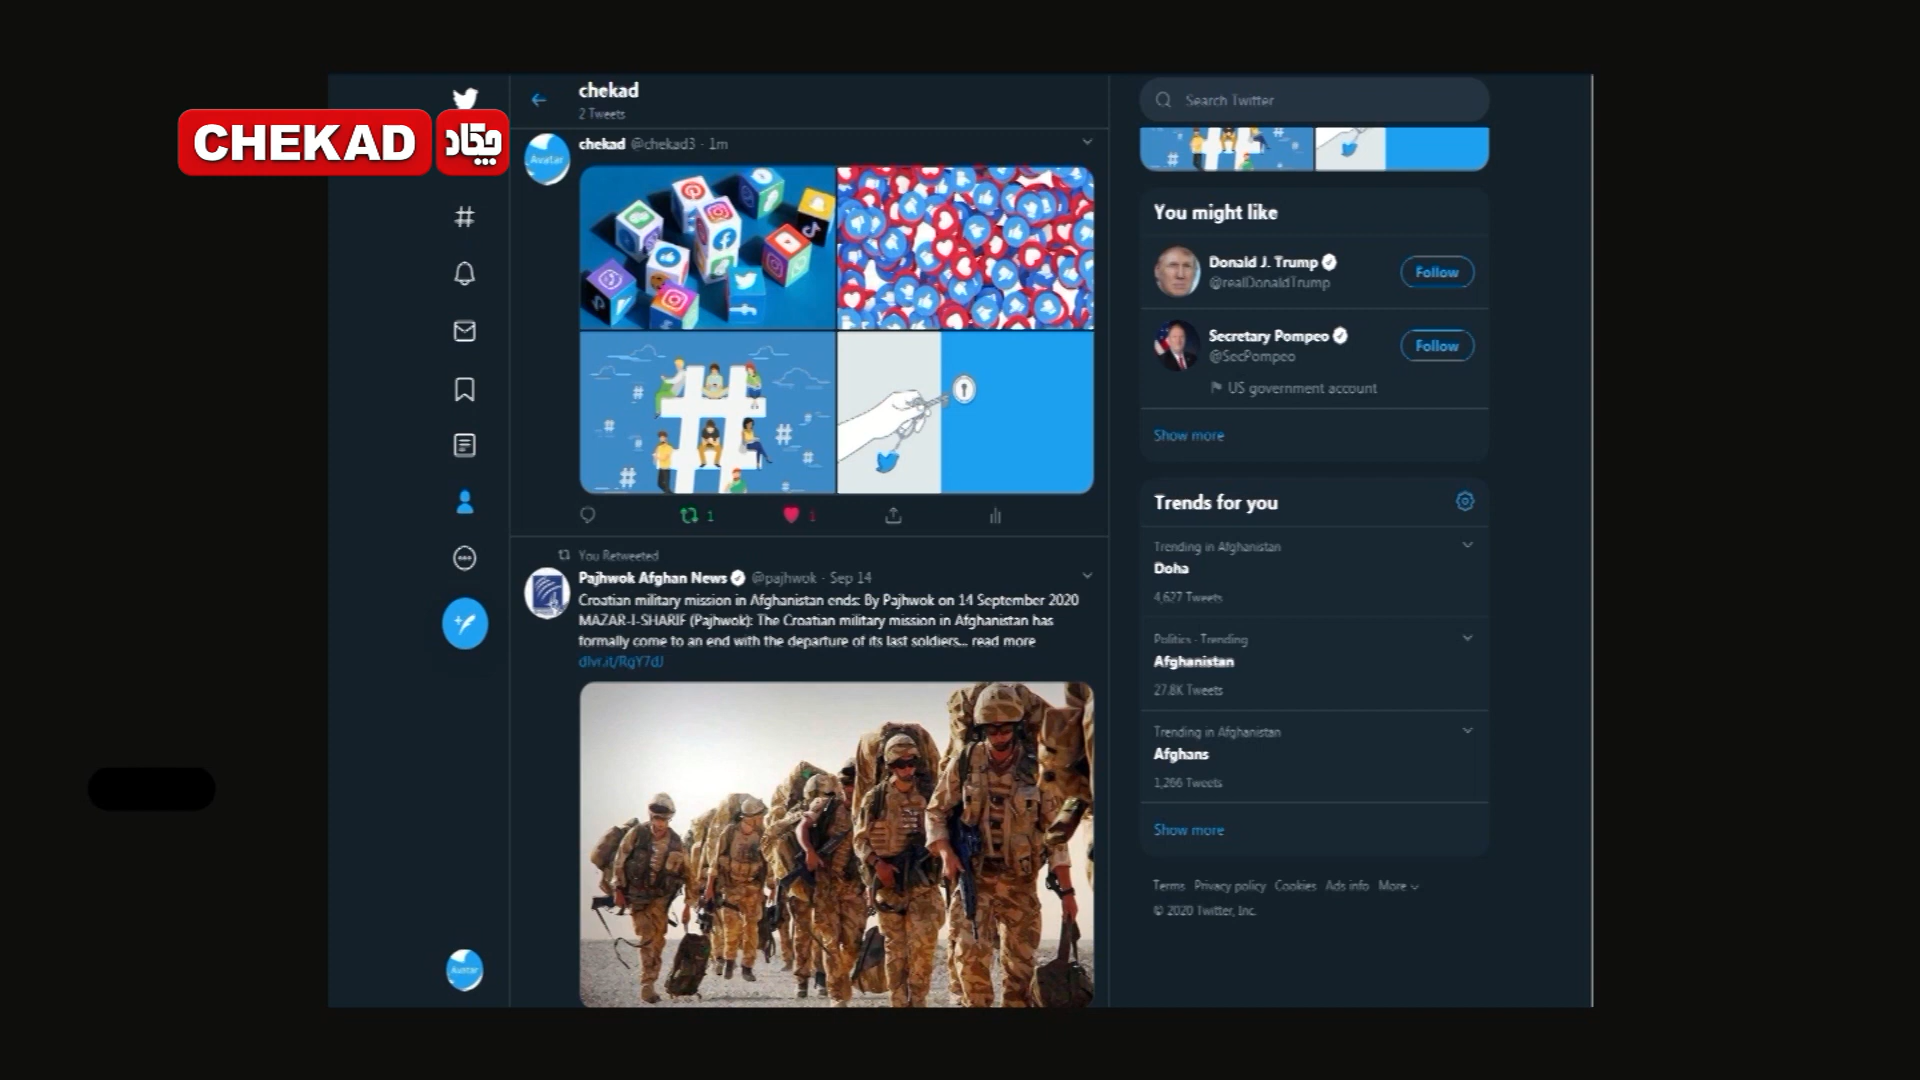 CHEKAD چکاد
chekad
2 Tweets
chekad @chekad3 · 1m
Avatar
1 1
You Retweeted
Pajhwok Afghan News @pajhwok · Sep 14
Croatian military mission in Afghanistan ends: By Pajhwok on 14 September 2020
MAZAR-I-SHARIF (Pajhwok): The Croatian military mission in Afghanistan has
formally come to an end with the departure of its last soldiers... read more
dlvr.it/RgY7dJ
Avatar
Search Twitter
You might like
Donald J. Trump
@realDonaldTrump
Follow
Secretary Pompeo
@SecPompeo
Follow
US government account
Show more
Trends for you
Trending in Afghanistan
Doha
4,627 Tweets
Politics · Trending
Afghanistan
27.8K Tweets
Trending in Afghanistan
Afghans
1,266 Tweets
Show more
Terms Privacy policy Cookies Ads info More
© 2020 Twitter, Inc.